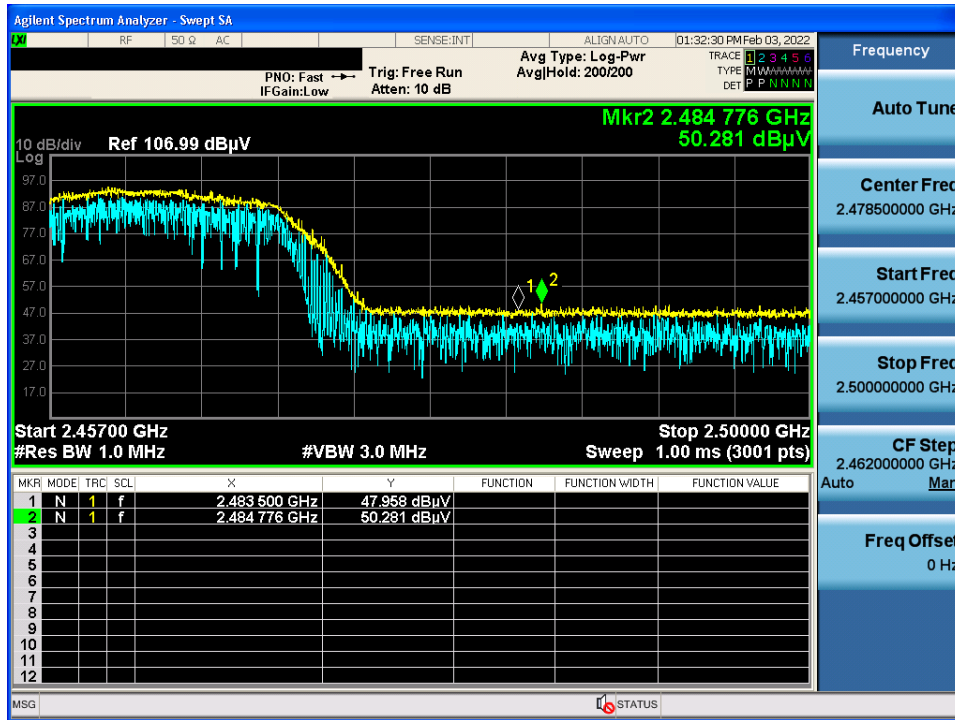 Agilent Spectrum Analyzer - Swept SA
LXI RF 50 Ω AC SENSE:INT ALIGNAUTO 01:32:30 PM Feb 03, 2022
PNO: Fast
IFGain:Low
Trig: Free Run
Atten: 10 dB
Avg Type: Log-Pwr
Avg|Hold: 200/200
TRACE 1 2 3 4 5 6
TYPE M WWWWW
DET P P N N N N
Mkr2 2.484 776 GHz
50.281 dBµV
10 dB/div Ref 106.99 dBµV
Log
97.0
87.0
77.0
67.0
57.0
47.0
37.0
27.0
17.0
1
2
Start 2.45700 GHz Stop 2.50000 GHz
#Res BW 1.0 MHz #VBW 3.0 MHz Sweep 1.00 ms (3001 pts)
MKR MODE TRC SCL X Y FUNCTION FUNCTION WIDTH FUNCTION VALUE
1 N 1 f 2.483 500 GHz 47.958 dBµV
2 N 1 f 2.484 776 GHz 50.281 dBµV
3
4
5
6
7
8
9
10
11
12
MSG STATUS
Frequency
Auto Tune
Center Freq
2.478500000 GHz
Start Freq
2.457000000 GHz
Stop Freq
2.500000000 GHz
CF Step
2.462000000 GHz
Auto Man
Freq Offset
0 Hz